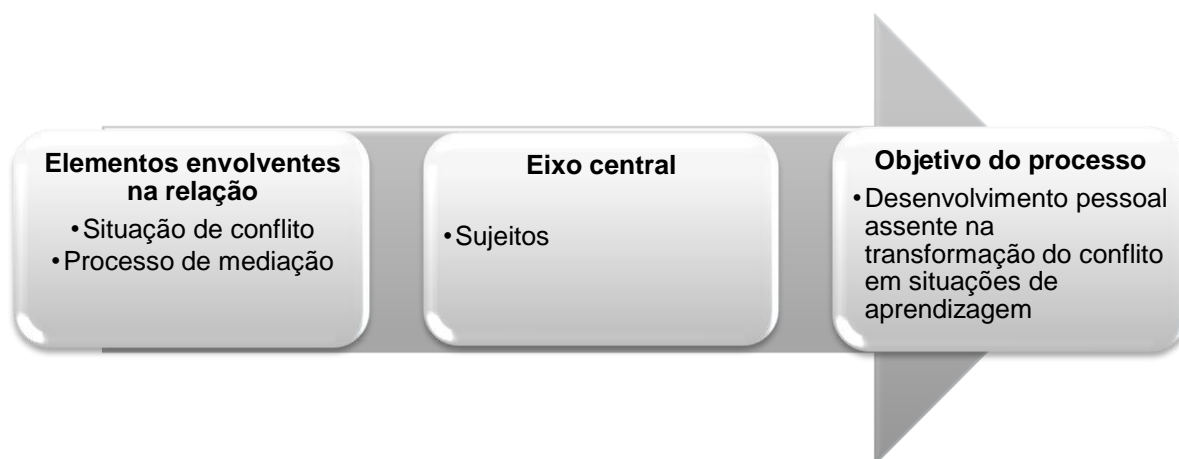 Elementos envolventes
na relação
•Situação de conflito
•Processo de mediação
Eixo central
•Sujeitos
Objetivo do processo
•Desenvolvimento pessoal
assente na
transformação do conflito
em situações de
aprendizagem